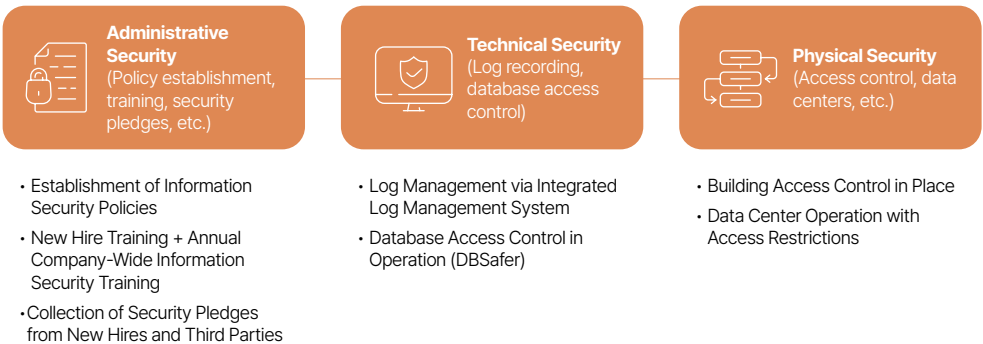 Administrative
Security
(Policy establishment,
training, security
pledges, etc.)
• Establishment of Information
Security Policies
• New Hire Training + Annual
Company-Wide Information
Security Training
•Collection of Security Pledges
from New Hires and Third Parties
Technical Security
(Log recording,
database access
control)
• Log Management via Integrated
Log Management System
• Database Access Control in
Operation (DBSafer)
Physical Security
(Access control, data
centers, etc.)
• Building Access Control in Place
• Data Center Operation with
Access Restrictions